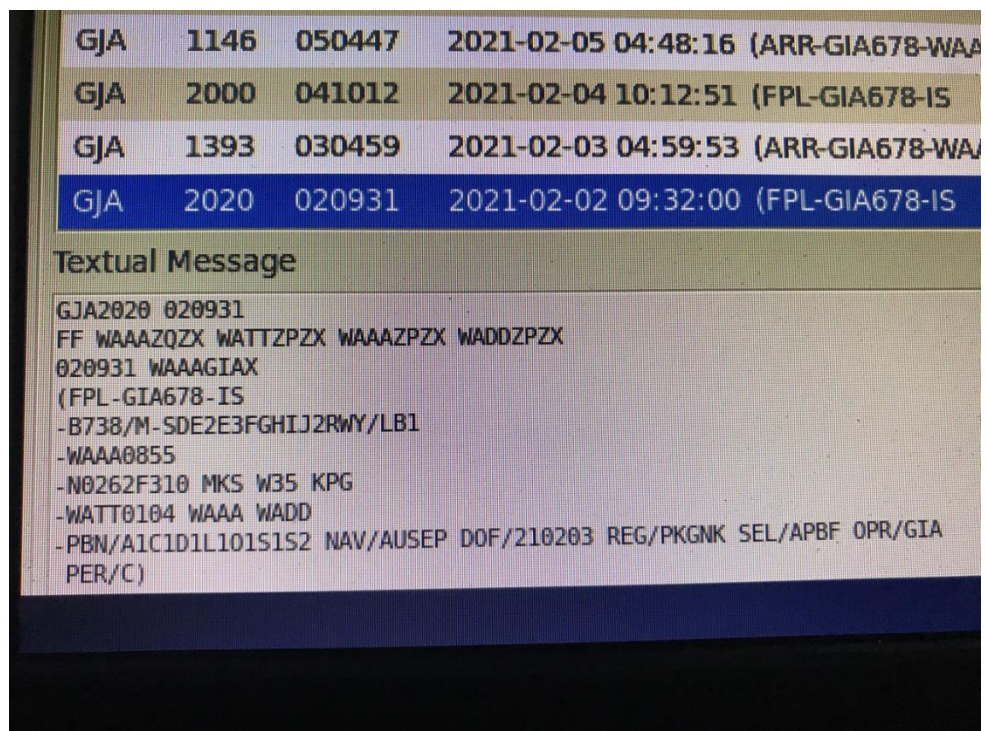 GJA 1146 050447 2021-02-05 04:48:16 (ARR-GIA678-WAA
GJA 2000 041012 2021-02-04 10:12:51 (FPL-GIA678-IS
GJA 1393 030459 2021-02-03 04:59:53 (ARR-GIA678-WAA
GJA 2020 020931 2021-02-02 09:32:00 (FPL-GIA678-IS
Textual Message
GJA2020 020931
FF WAAAZQZX WATTZPZX WAAAZPZX WADDZPZX
020931 WAAAGIAX
(FPL-GIA678-IS
-B738/M-SDE2E3FGHIJ2RWY/LB1
-WAAA0855
-N0262F310 MKS W35 KPG
-WATT0104 WAAA WADD
-PBN/A1C1D1L1O1S1S2 NAV/AUSEP DOF/210203 REG/PKGNK SEL/APBF OPR/GIA
PER/C)